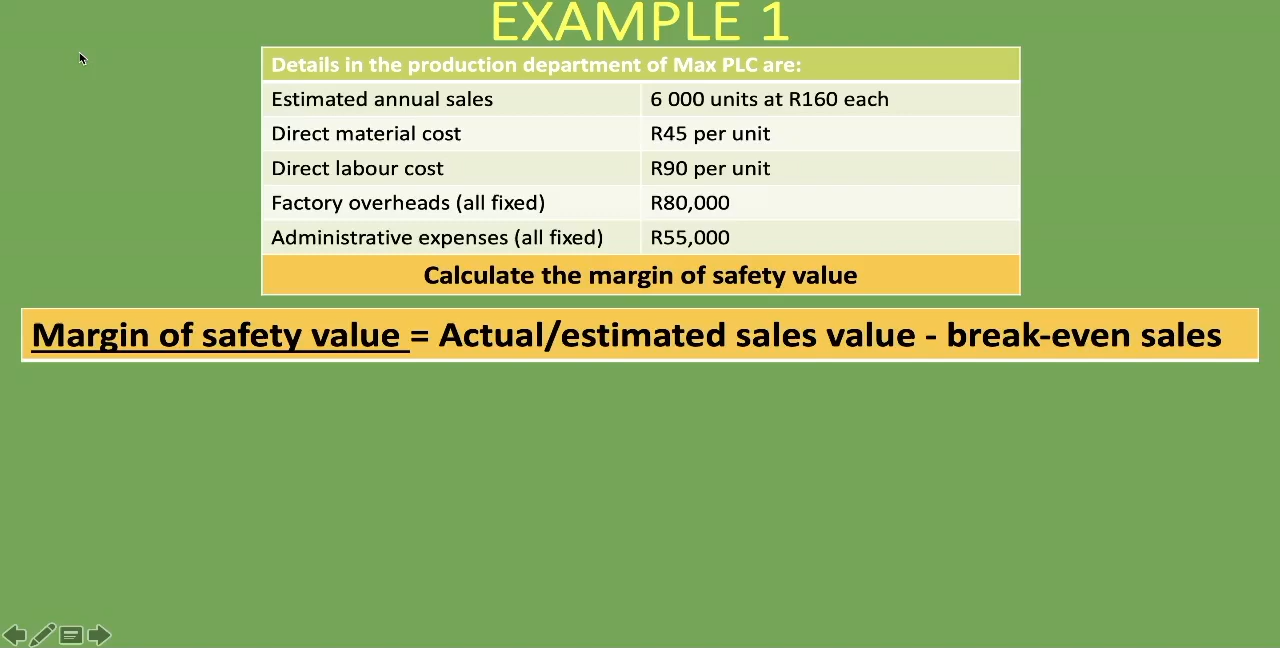 EXAMPLE 1
Details in the production department of Max PLC are:
Estimated annual sales 6 000 units at R160 each
Direct material cost R45 per unit
Direct labour cost R90 per unit
Factory overheads (all fixed) R80,000
Administrative expenses (all fixed) R55,000
Calculate the margin of safety value
Margin of safety value = Actual/estimated sales value - break-even sales